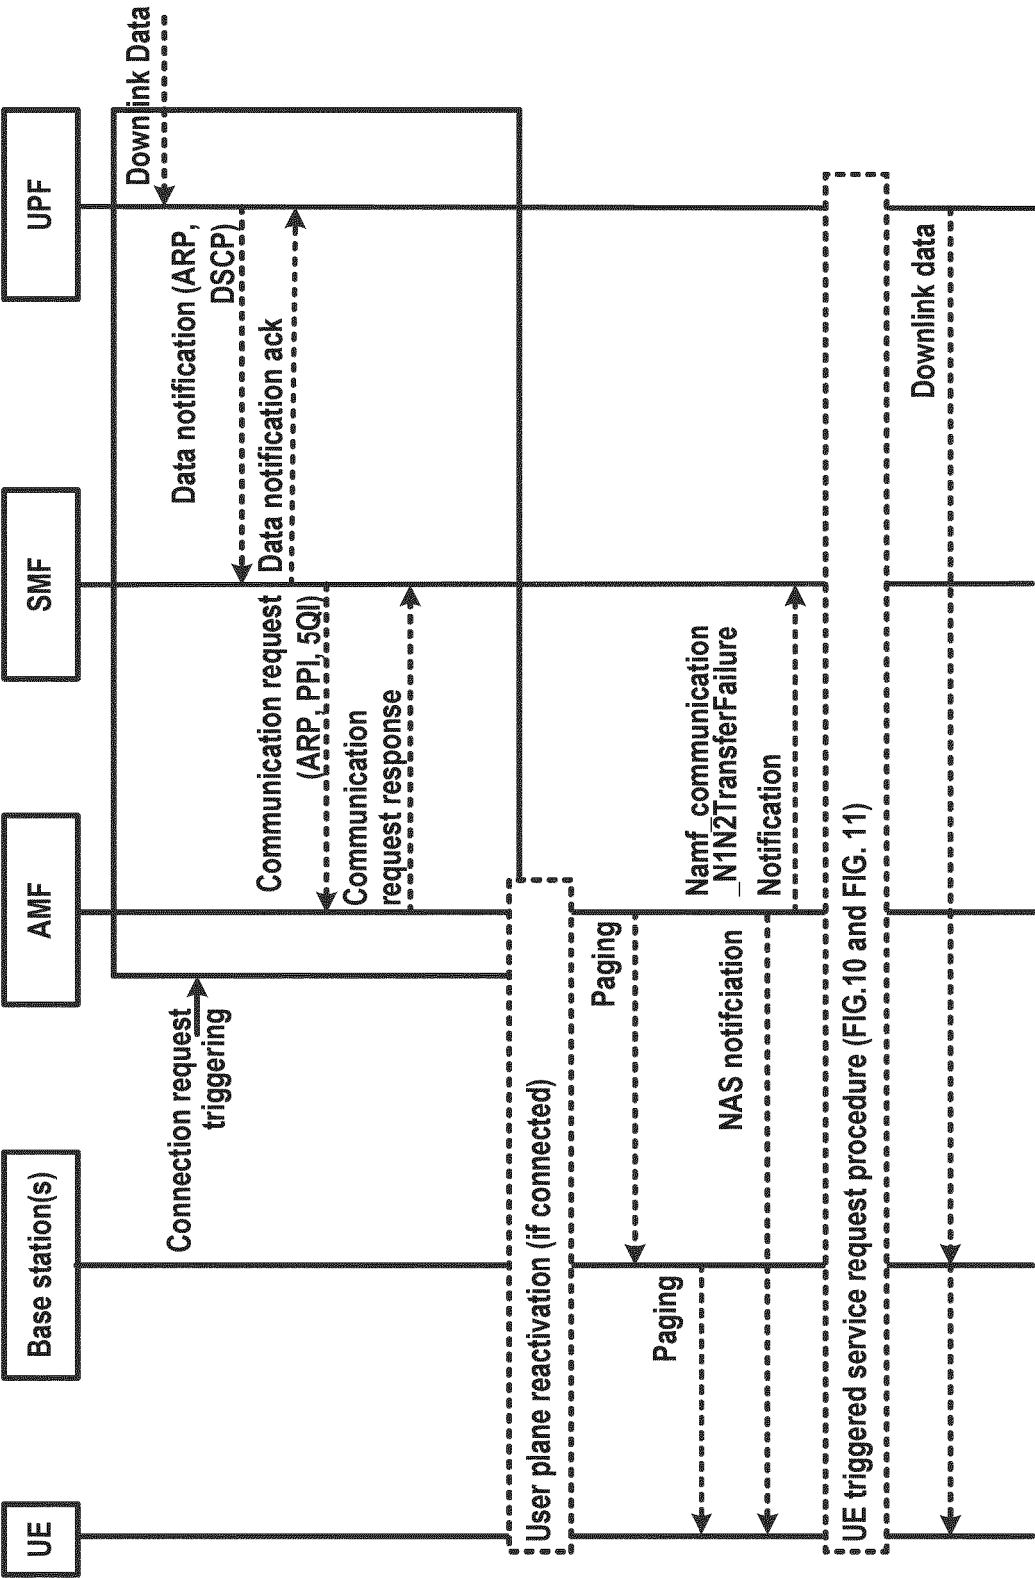 UE
Base station(s)
AMF
SMF
UPF
Downlink Data
Data notification (ARP,
DSCP)
Connection request
triggering
Data notification ack
Communication request
(ARP, PPI, 5QI)
Communication
request response
User plane reactivation (if connected)
Paging
Paging
Namf_communication
_N1N2TransferFailure
Notification
NAS notifciation
UE triggered service request procedure (FIG.10 and FIG. 11)
Downlink data